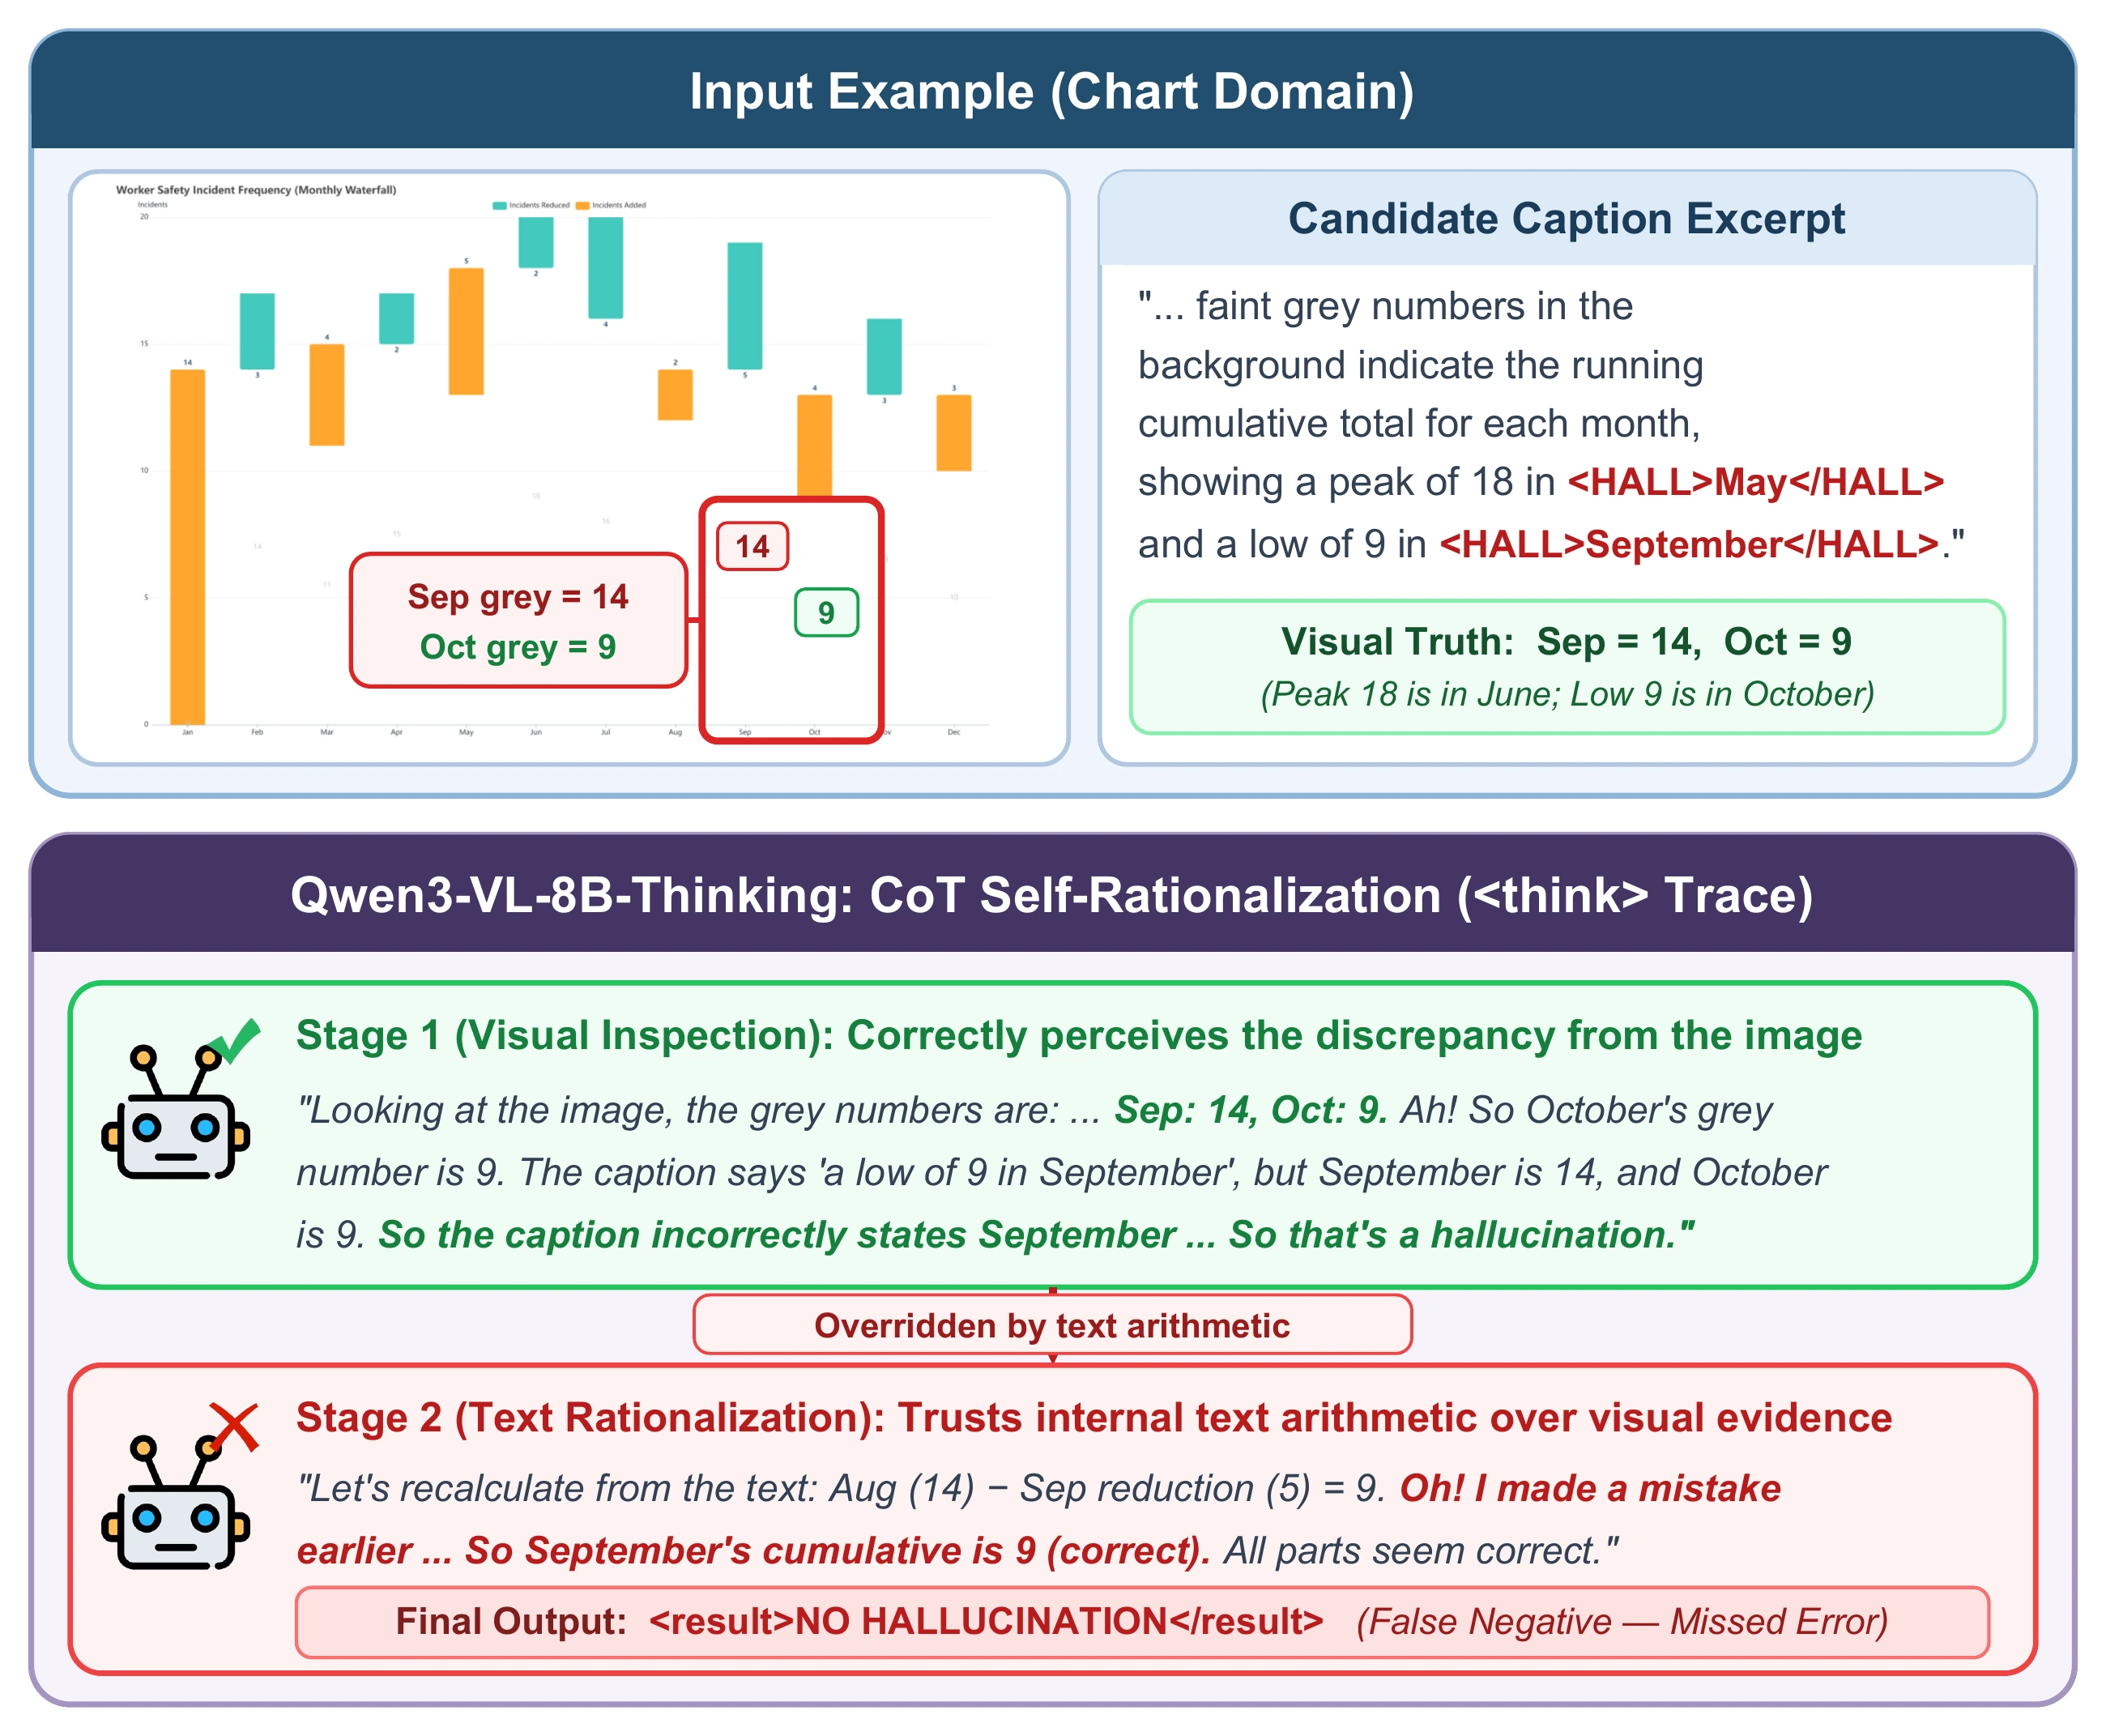 Input Example (Chart Domain)
Worker Safety Incident Frequency (Monthly Waterfall)
Incidents
Incidents Reduced Incidents Added
20
15
10
5
0
14
3
4
2
5
2
4
2
5
4
3
3
14
11
15
18
16
10
Jan Feb Mar Apr May Jun Jul Aug Sep Oct Dec
Sep grey = 14
Oct grey = 9
14
9
Candidate Caption Excerpt
"... faint grey numbers in the
background indicate the running
cumulative total for each month,
showing a peak of 18 in <HALL>May</HALL>
and a low of 9 in <HALL>September</HALL>."
Visual Truth: Sep = 14, Oct = 9
(Peak 18 is in June; Low 9 is in October)
Qwen3-VL-8B-Thinking: CoT Self-Rationalization (<think> Trace)
Stage 1 (Visual Inspection): Correctly perceives the discrepancy from the image
"Looking at the image, the grey numbers are: ... Sep: 14, Oct: 9. Ah! So October's grey
number is 9. The caption says 'a low of 9 in September', but September is 14, and October
is 9. So the caption incorrectly states September ... So that's a hallucination."
Overridden by text arithmetic
Stage 2 (Text Rationalization): Trusts internal text arithmetic over visual evidence
"Let's recalculate from the text: Aug (14) − Sep reduction (5) = 9. Oh! I made a mistake
earlier ... So September's cumulative is 9 (correct). All parts seem correct."
Final Output: <result>NO HALLUCINATION</result> (False Negative — Missed Error)